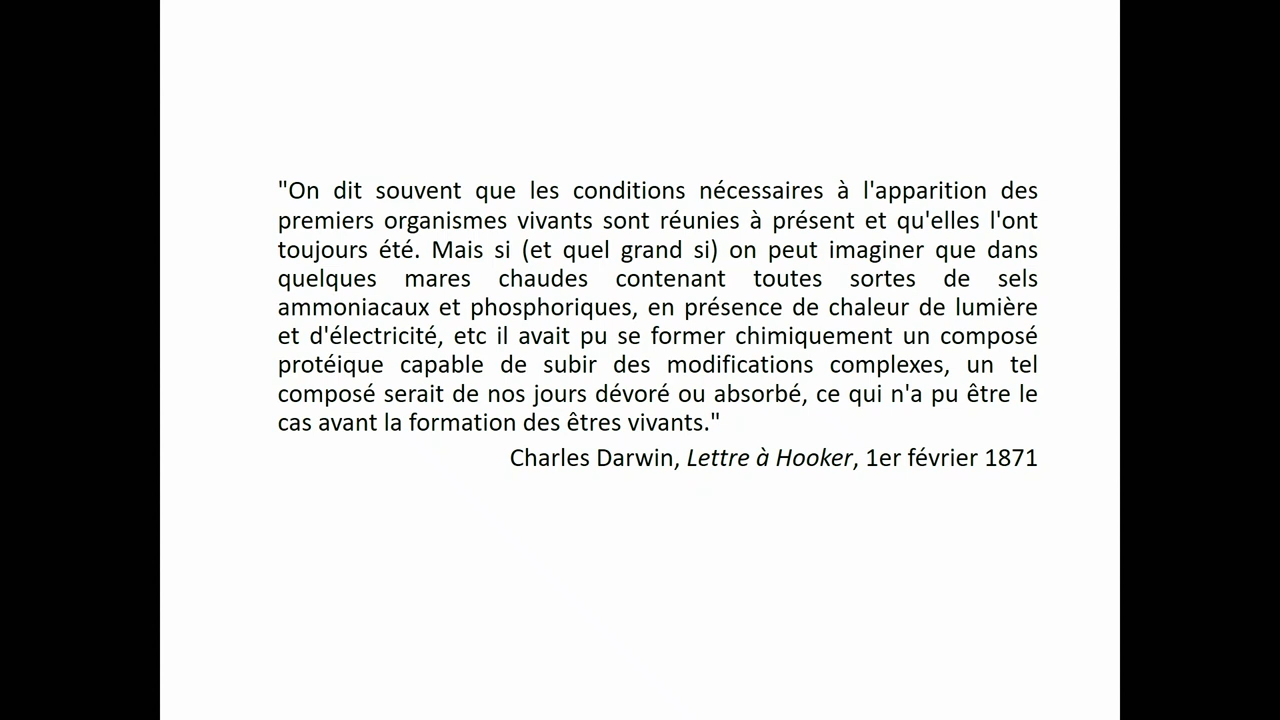 "On dit souvent que les conditions nécessaires à l'apparition des
premiers organismes vivants sont réunies à présent et qu'elles l'ont
toujours été. Mais si (et quel grand si) on peut imaginer que dans
quelques mares chaudes contenant toutes sortes de sels
ammoniacaux et phosphoriques, en présence de chaleur de lumière
et d'électricité, etc il avait pu se former chimiquement un composé
protéique capable de subir des modifications complexes, un tel
composé serait de nos jours dévoré ou absorbé, ce qui n'a pu être le
cas avant la formation des êtres vivants."
Charles Darwin, Lettre à Hooker, 1er février 1871